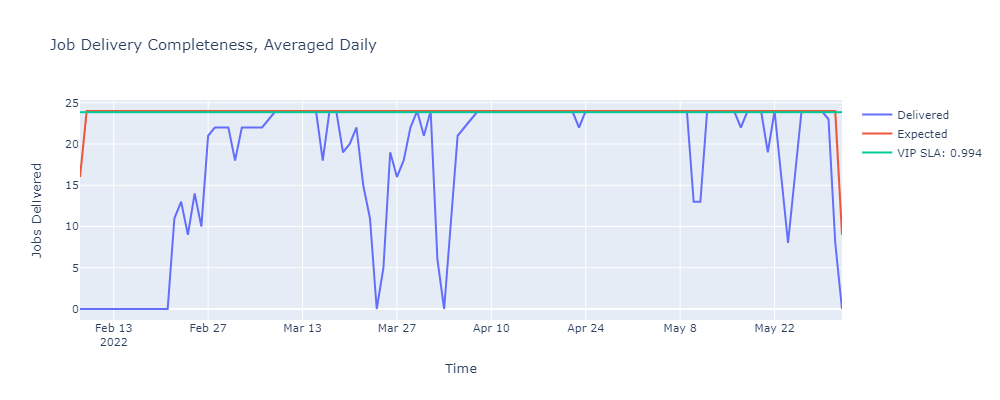 Job Delivery Completeness, Averaged Daily
Jobs Delivered
25
20
15
10
5
0
Feb 13
2022
Feb 27
Mar 13
Mar 27
Apr 10
Apr 24
May 8
May 22
Time
Delivered
Expected
VIP SLA: 0.994